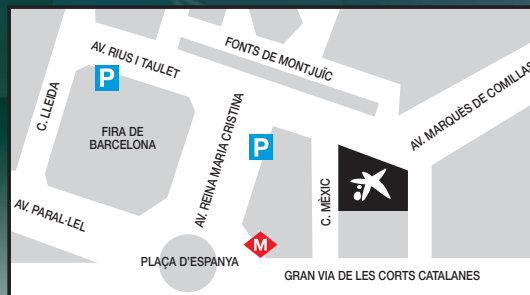 AV. RIUS I TAULET
FONTS DE MONTJUÏC
P
C. LLEIDA
AV. MARQUÈS DE COMILLAS
FIRA DE
BARCELONA
AV. REINA MARIA CRISTINA
P
C. MÈXIC
AV. PARAL·LEL
M
PLAÇA D'ESPANYA
GRAN VIA DE LES CORTS CATALANES